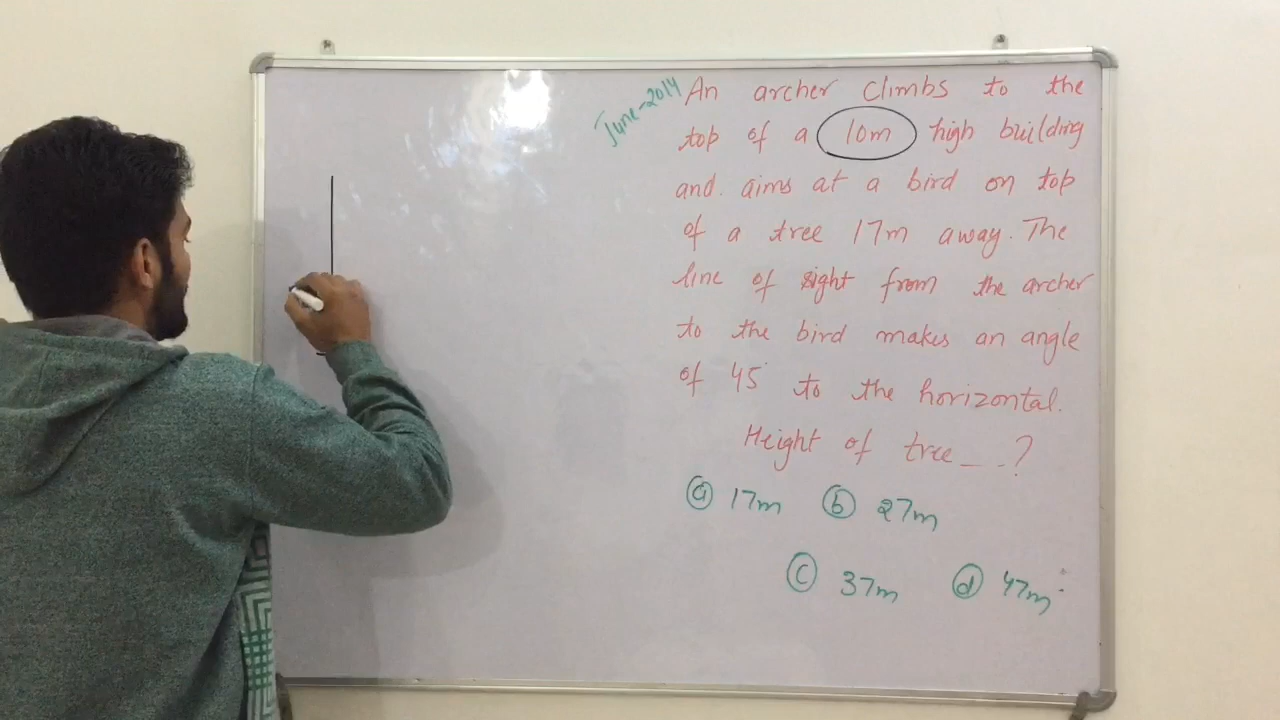 June-2014
An archer climbs to the
top of a 10m high building
and. aims at a bird on top
of a tree 17m away. The
line of sight from the archer
to the bird makes an angle
of 45° to the horizontal.
Height of tree _ _ . ?
(a) 17m (b) 27m
(c) 37m (d) 47m